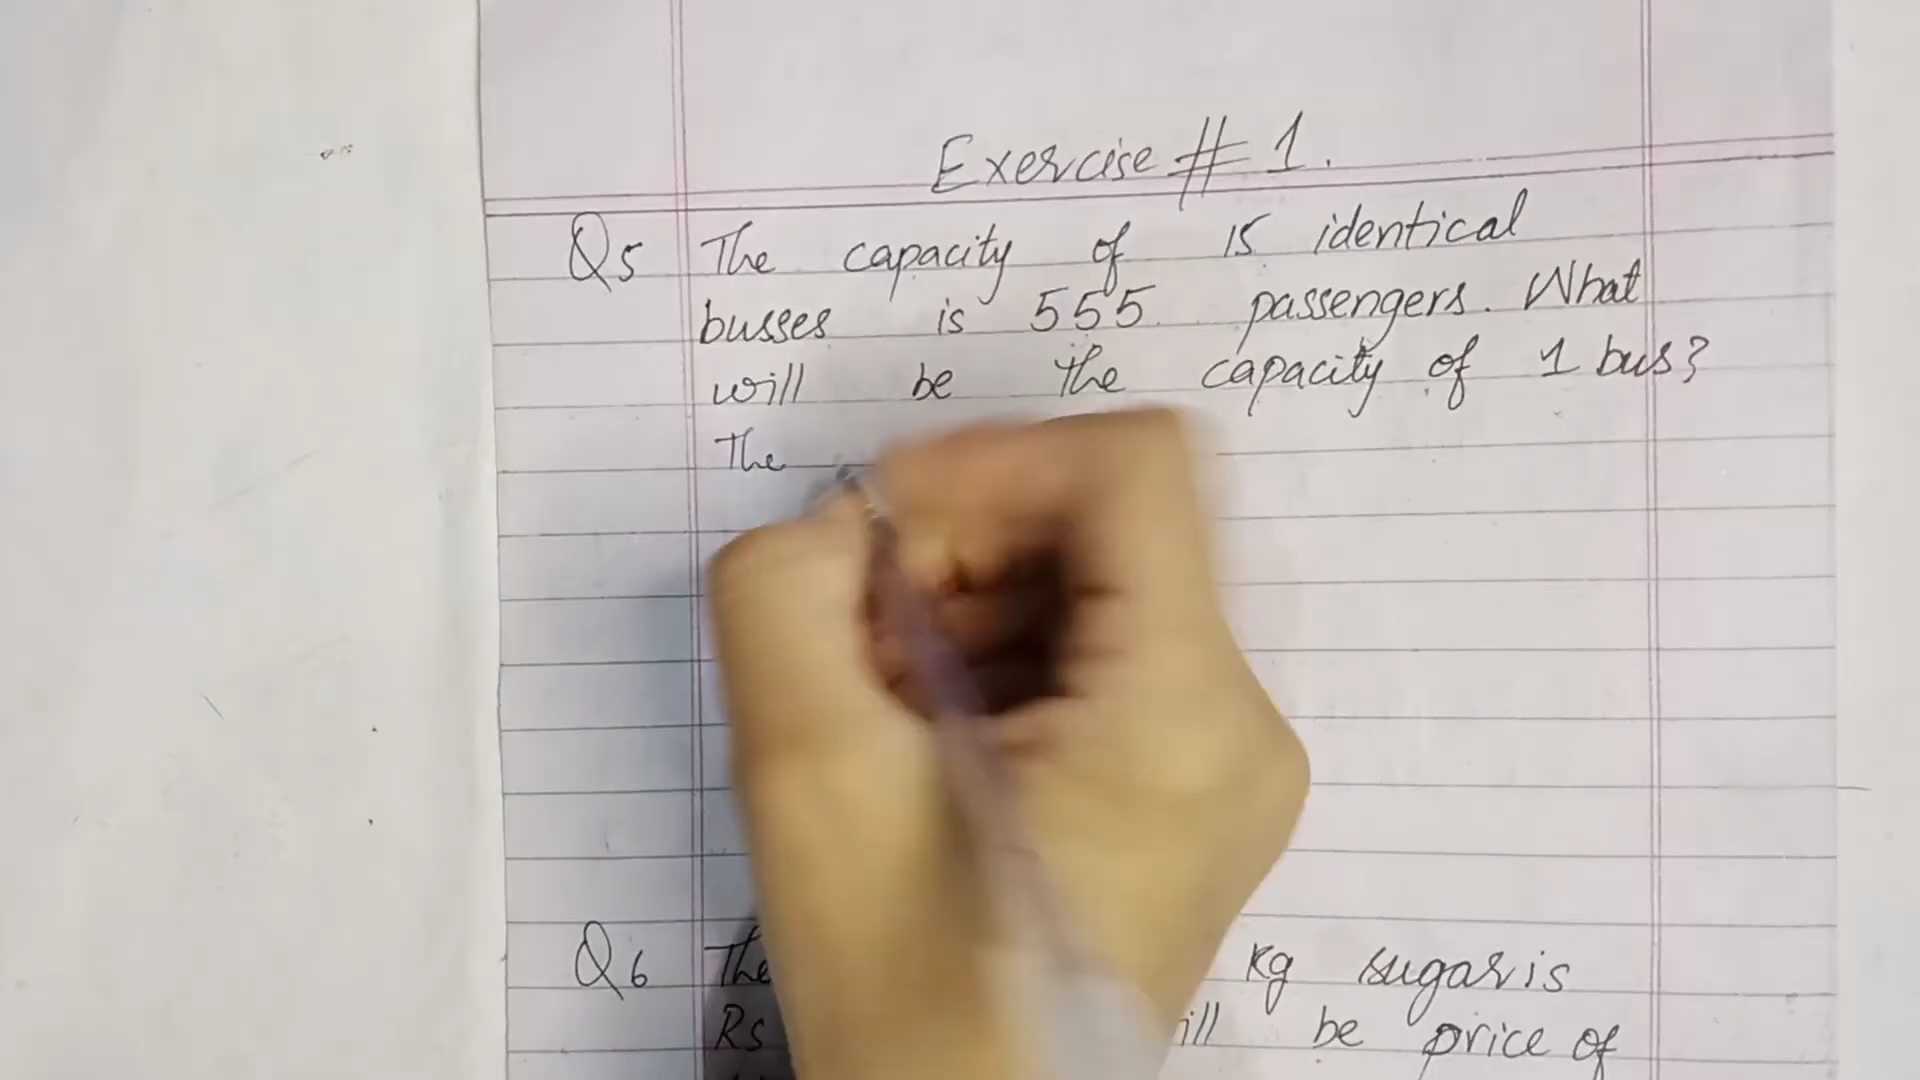 Exercise # 1.
Q5 The capacity of 15 identical
busses is 555 passengers. What
will be the capacity of 1 bus?
The
Q6 The kg sugar is
Rs ill be price of